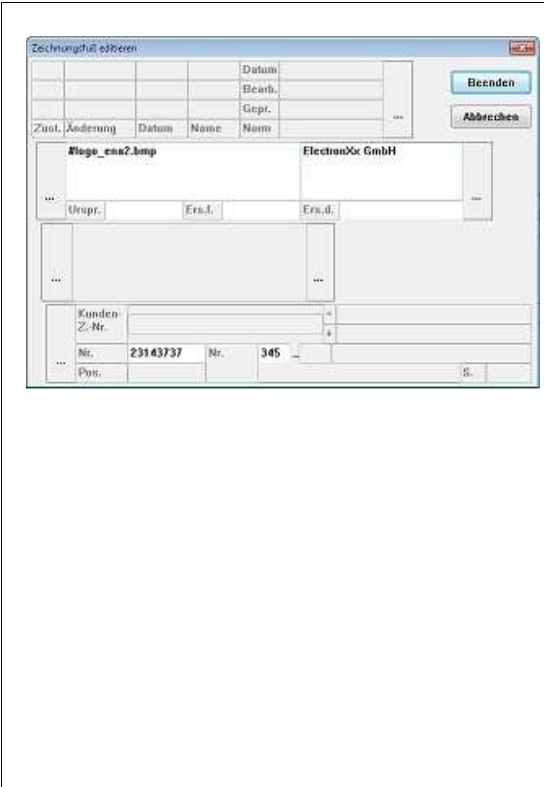 Zeichnungsfuß editieren
Datum
Bearb.
Gepr.
Zust. Änderung Datum Name Norm
...
Beenden
Abbrechen
#logo_ena2.bmp ElectronXx GmbH
... ...
Urspr. Ers.f. Ers.d.
... ...
Kunden-
Z.-Nr.
+
Nr. 23143737 Nr. 345 _
...
Pos. S.